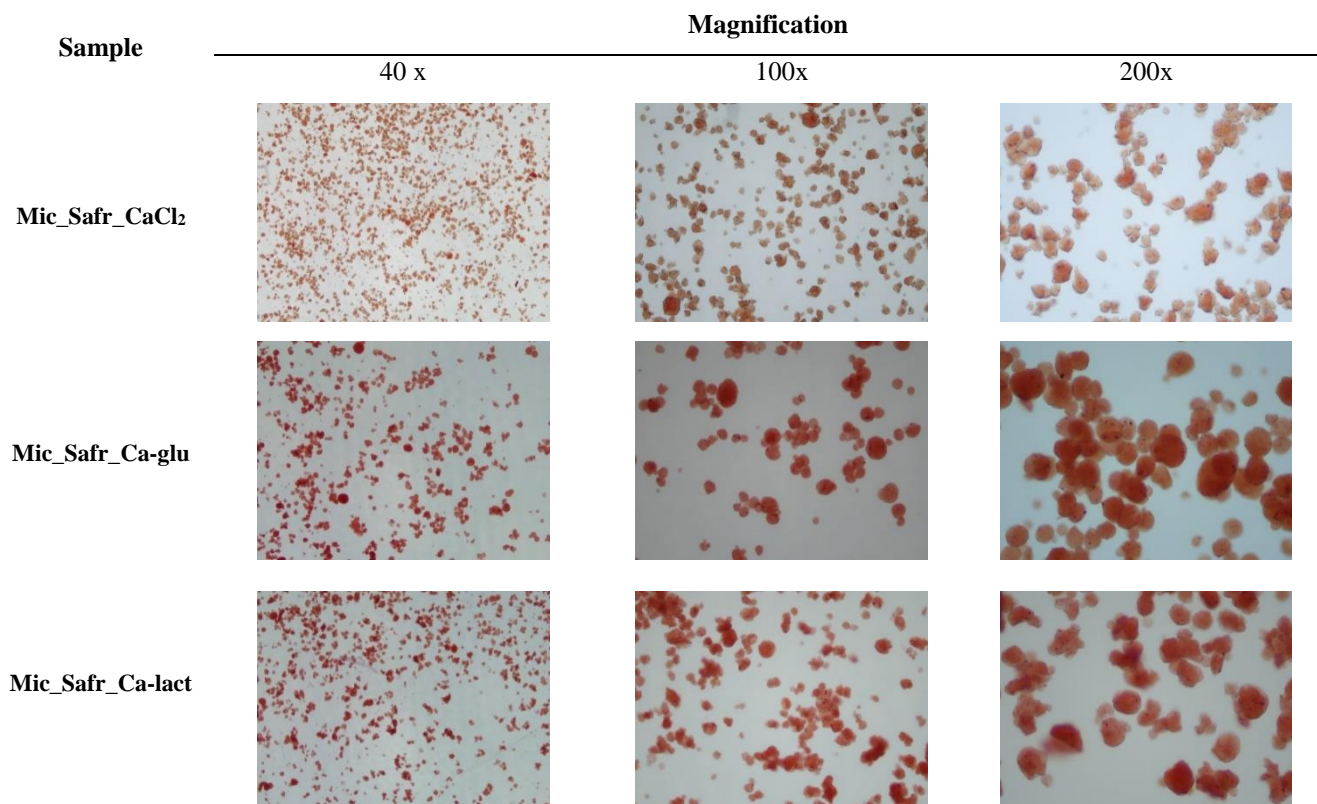 Sample
Magnification
40 x
100x
200x
Mic_Safr_CaCl₂
Mic_Safr_Ca-glu
Mic_Safr_Ca-lact